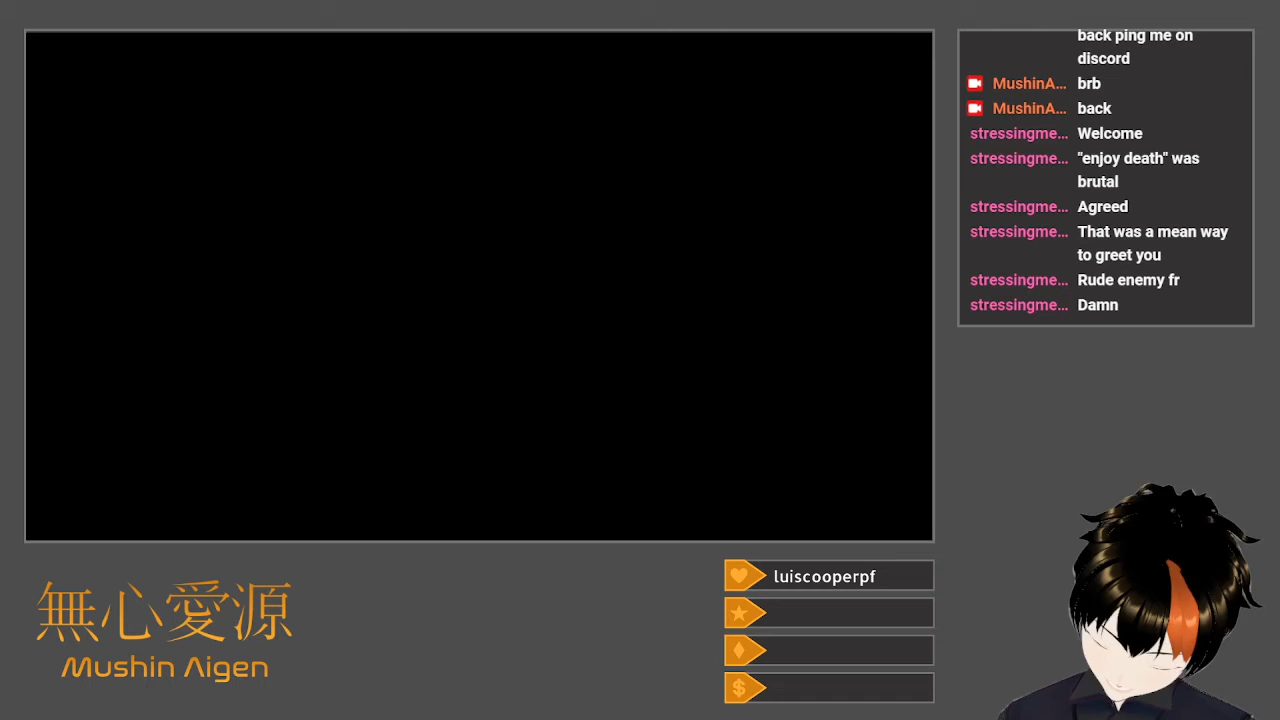 back ping me on
discord
MushinA... brb
MushinA... back
stressingme... Welcome
stressingme... "enjoy death" was
brutal
stressingme... Agreed
stressingme... That was a mean way
to greet you
stressingme... Rude enemy fr
stressingme... Damn
luiscooperpf
$
無心愛源
Mushin Aigen